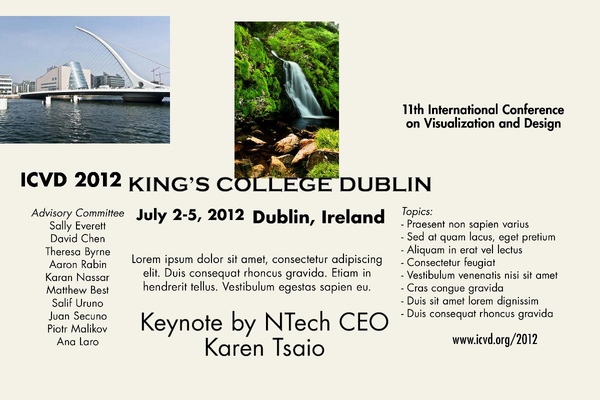 11th International Conference
on Visualization and Design
ICVD 2012
KING'S COLLEGE DUBLIN
July 2-5, 2012
Dublin, Ireland
Advisory Committee
Sally Everett
David Chen
Theresa Byrne
Aaron Rabin
Karan Nassar
Matthew Best
Salif Uruno
Juan Secuno
Piotr Malikov
Ana Laro
Lorem ipsum dolor sit amet, consectetur adipiscing
elit. Duis consequat rhoncus gravida. Etiam in
hendrerit tellus. Vestibulum egestas sapien eu.
Keynote by NTech CEO
Karen Tsaio
Topics:
- Praesent non sapien varius
- Sed at quam lacus, eget pretium
- Aliquam in erat vel lectus
- Consectetur feugiat
- Vestibulum venenatis nisi sit amet
- Cras congue gravida
- Duis sit amet lorem dignissim
- Duis consequat rhoncus gravida
www.icvd.org/2012